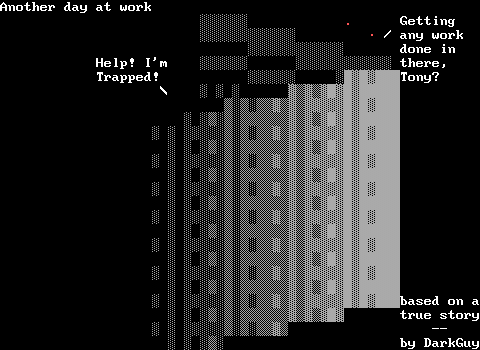 Another day at work
Getting
any work
done in
there,
Tony?
Help! I'm
Trapped!
based on a
true story
--
by DarkGuy